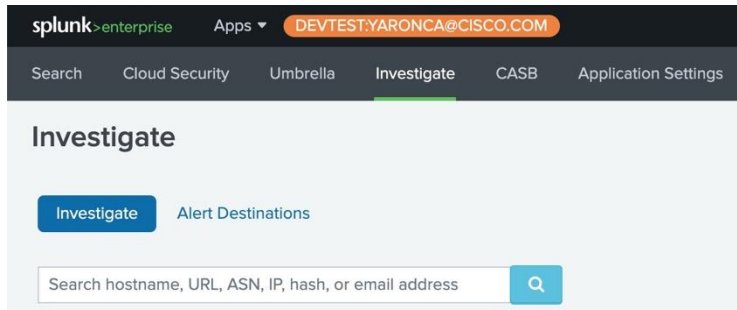 splunk>enterprise Apps DEVTEST:YARONCA@CISCO.COM
Search Cloud Security Umbrella Investigate CASB Application Settings
Investigate
Investigate Alert Destinations
Search hostname, URL, ASN, IP, hash, or email address